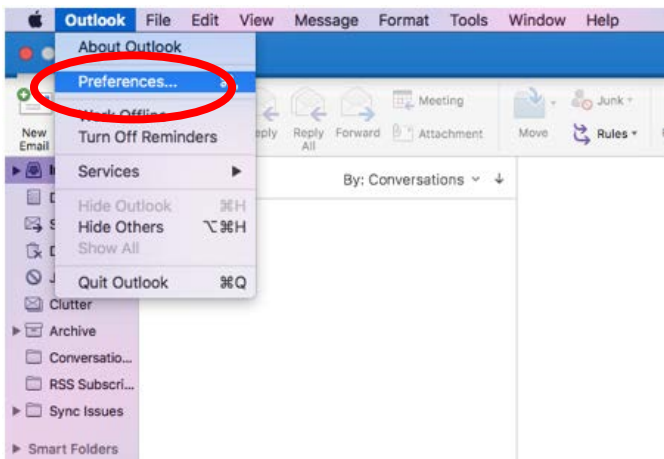 Outlook File Edit View Message Format Tools Window Help
About Outlook
Preferences...
Work Offline
Turn Off Reminders
Services
Hide Outlook ⌘H
Hide Others ⌥⌘H
Show All
Quit Outlook ⌘Q
New Email
Reply All
Forward
Meeting
Attachment
Move
Junk
Rules
By: Conversations
Clutter
Archive
Conversatio...
RSS Subscri...
Sync Issues
Smart Folders